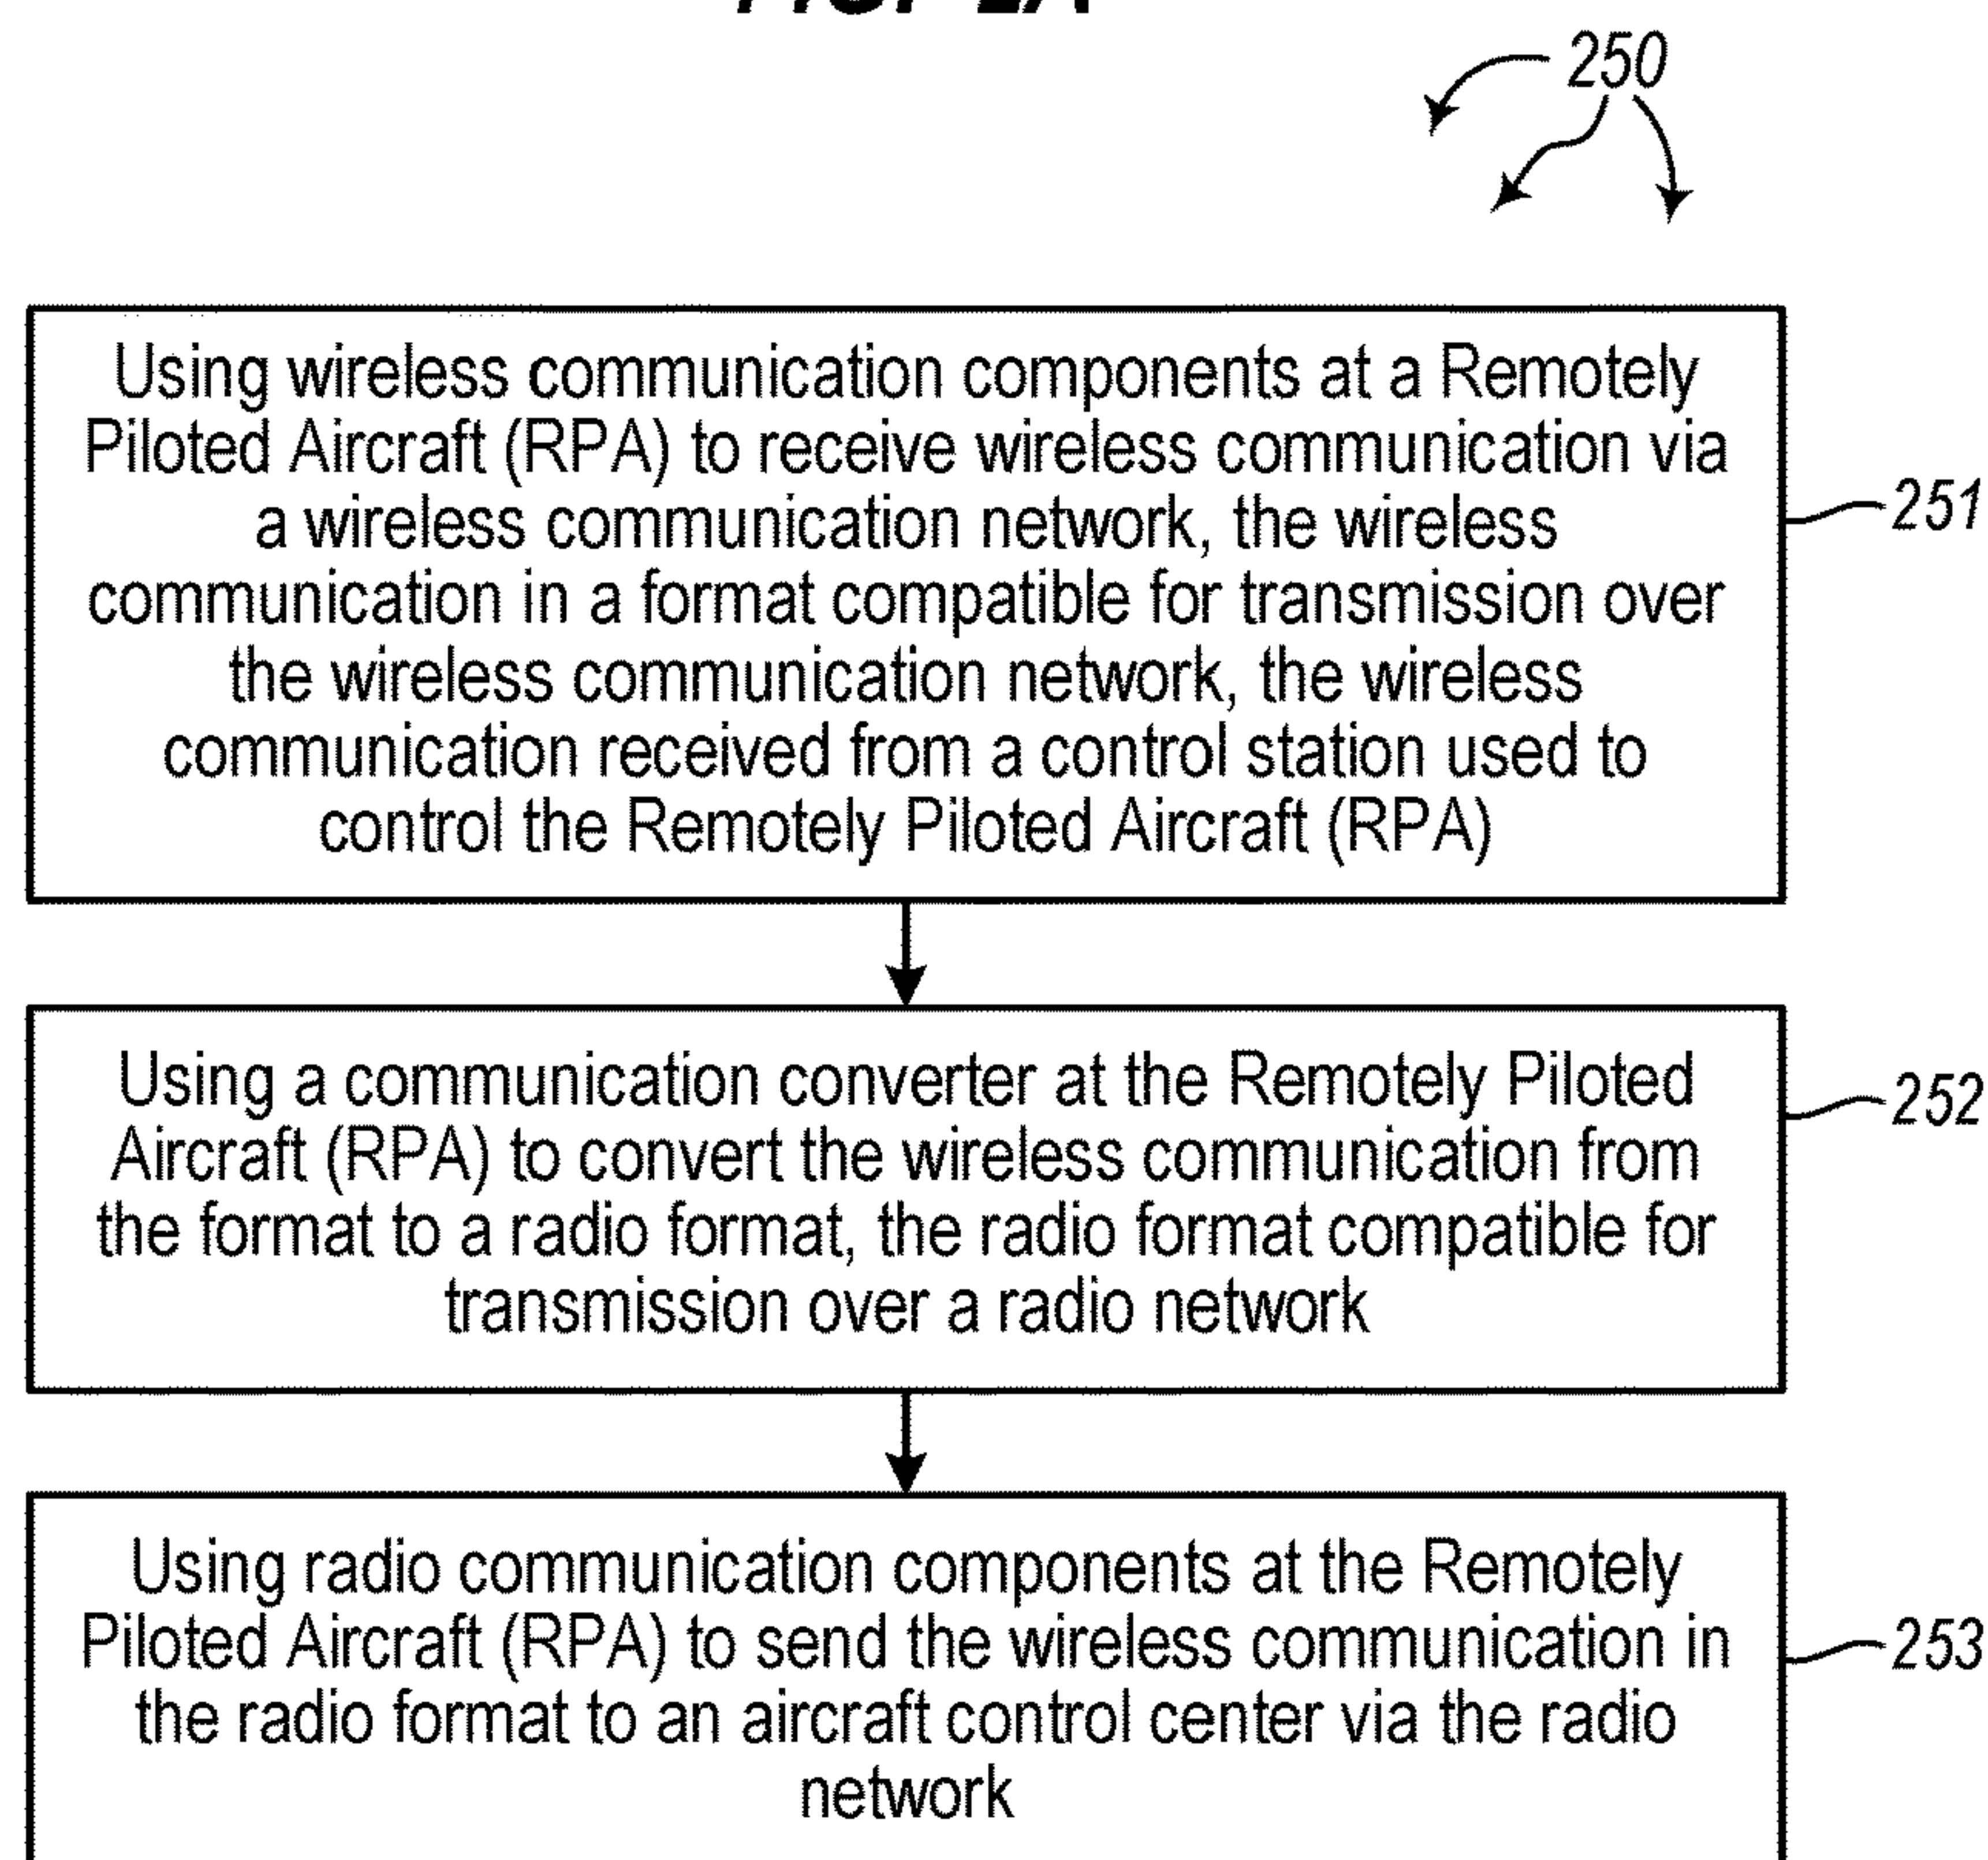 250
Using wireless communication components at a Remotely
Piloted Aircraft (RPA) to receive wireless communication via
a wireless communication network, the wireless
communication in a format compatible for transmission over
the wireless communication network, the wireless
communication received from a control station used to
control the Remotely Piloted Aircraft (RPA)
251
Using a communication converter at the Remotely Piloted
Aircraft (RPA) to convert the wireless communication from
the format to a radio format, the radio format compatible for
transmission over a radio network
252
Using radio communication components at the Remotely
Piloted Aircraft (RPA) to send the wireless communication in
the radio format to an aircraft control center via the radio
network
253